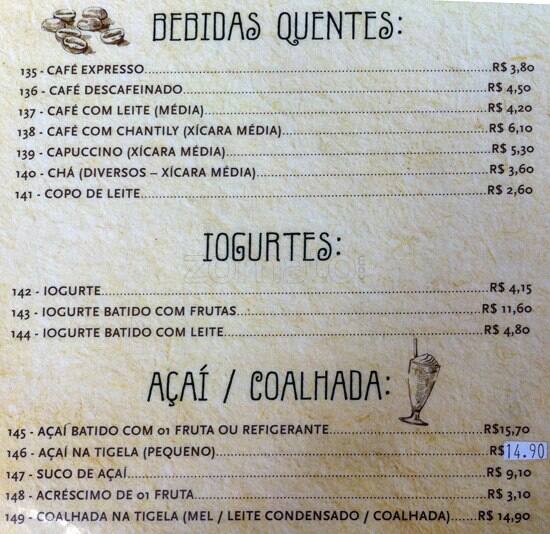 BEBIDAS QUENTES:
135 - CAFÉ EXPRESSO........R$ 3,80
136 - CAFÉ DESCAFEINADO........R$ 4,50
137 - CAFÉ COM LEITE (MÉDIA)........R$ 4,20
138 - CAFÉ COM CHANTILY (XÍCARA MÉDIA)........R$ 6,10
139 - CAPUCCINO (XÍCARA MÉDIA)........R$ 5,30
140 - CHÁ (DIVERSOS – XÍCARA MÉDIA)........R$ 3,60
141 - COPO DE LEITE........R$ 2,60
IOGURTES:
zomato.com
142 - IOGURTE........R$ 4,15
143 - IOGURTE BATIDO COM FRUTAS........R$ 11,60
144 - IOGURTE BATIDO COM LEITE........R$ 4,80
AÇAÍ / COALHADA:
145 - AÇAÍ BATIDO COM 01 FRUTA OU REFIGERANTE........R$15,70
146 - AÇAÍ NA TIGELA (PEQUENO)........R$ 14.90
147 - SUCO DE AÇAÍ........R$ 9,10
148 - ACRÉSCIMO DE 01 FRUTA........R$ 3,10
149 - COALHADA NA TIGELA (MEL / LEITE CONDENSADO / COALHADA)........R$ 14,90